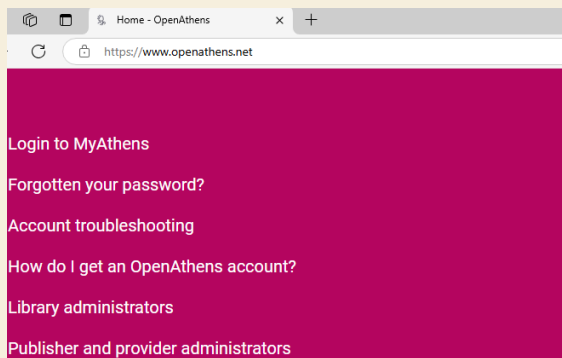 Home - OpenAthens
https://www.openathens.net
Login to MyAthens
Forgotten your password?
Account troubleshooting
How do I get an OpenAthens account?
Library administrators
Publisher and provider administrators